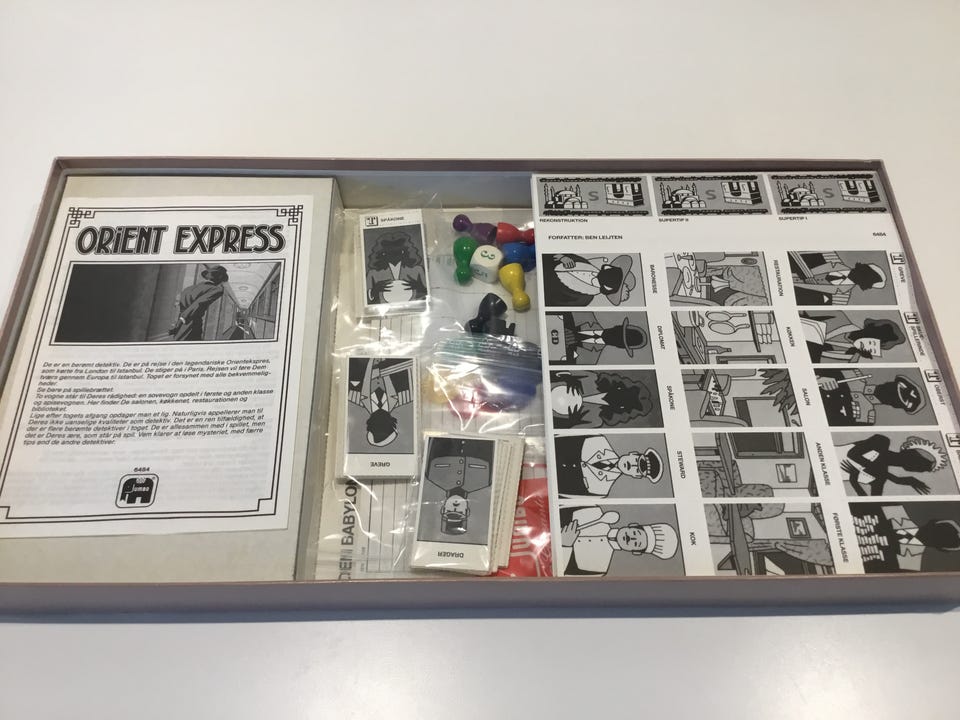 ORiENT EXPRESS
De er en berømt detektiv. De er på rejse i den legendariske Orientekspres,
som kørte fra London til Istanbul. De stiger på i Paris. Rejsen vil føre Dem
tværs gennem Europa til Istanbul. Toget er forsynet med alle bekvemmelig-
heder.
Se bare på spillebrættet.
To vogne står til Deres rådighed: en sovevogn opdelt i første og anden klasse
og spisevognen. Her finder De salonen, køkkenet, restaurationen og
biblioteket.
Lige efter togets afgang opdager man et lig. Naturligvis appellerer man til
Deres ikke uanselige kvaliteter som detektiv. Det er en ren tilfældighed, at
der er flere berømte detektiver i toget. De er allesammen med i spillet, men
det er Deres ære, som står på spil. Vem klarer at løse mysteriet, med færre
tips end de andre detektiver.
6484
Jumbo
SPÅKONE
GREVE
DRAGER
DEM BABYLON
JUMBO
3
REKONSTRUKTION
SUPERTIP II
SUPERTIP I
FORFATTER: BEN LEIJTEN
6484
BARONESSE
RESTAURATION
GREVE
DIPLOMAT
KØKKEN
SPÅKONE
SALON
STEWARD
ANDEN KLASSE
KOK
FØRSTE KLASSE